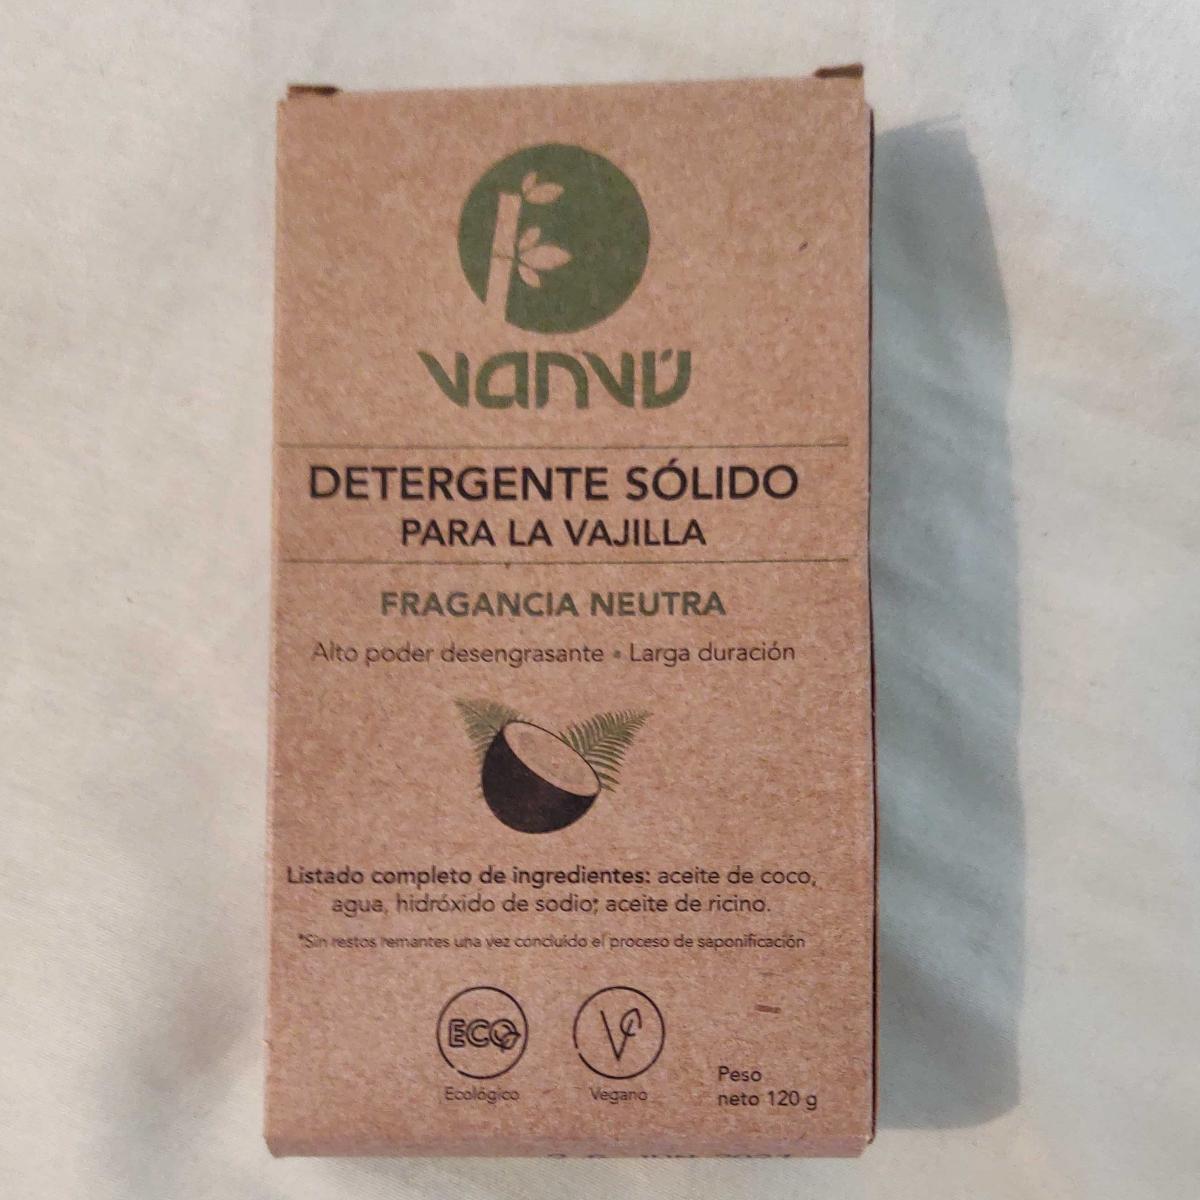 vanvú
DETERGENTE SÓLIDO
PARA LA VAJILLA
FRAGANCIA NEUTRA
Alto poder desengrasante • Larga duración
Listado completo de ingredientes: aceite de coco,
agua, hidróxido de sodio*, aceite de ricino.
*Sin restos remantes una vez concluído el proceso de saponificación
ECO
Ecológico
V
Vegano
Peso
neto 120 g